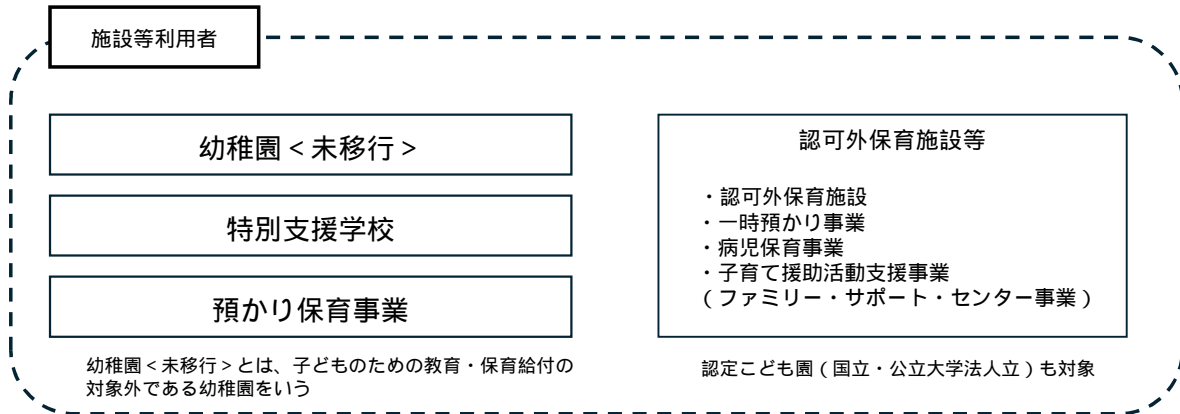 施設等利用者
幼稚園<未移行>
特別支援学校
預かり保育事業
幼稚園<未移行>とは、子どものための教育・保育給付の
対象外である幼稚園をいう
認可外保育施設等
・認可外保育施設
・一時預かり事業
・病児保育事業
・子育て援助活動支援事業
(ファミリー・サポート・センター事業)
認定こども園(国立・公立大学法人立)も対象